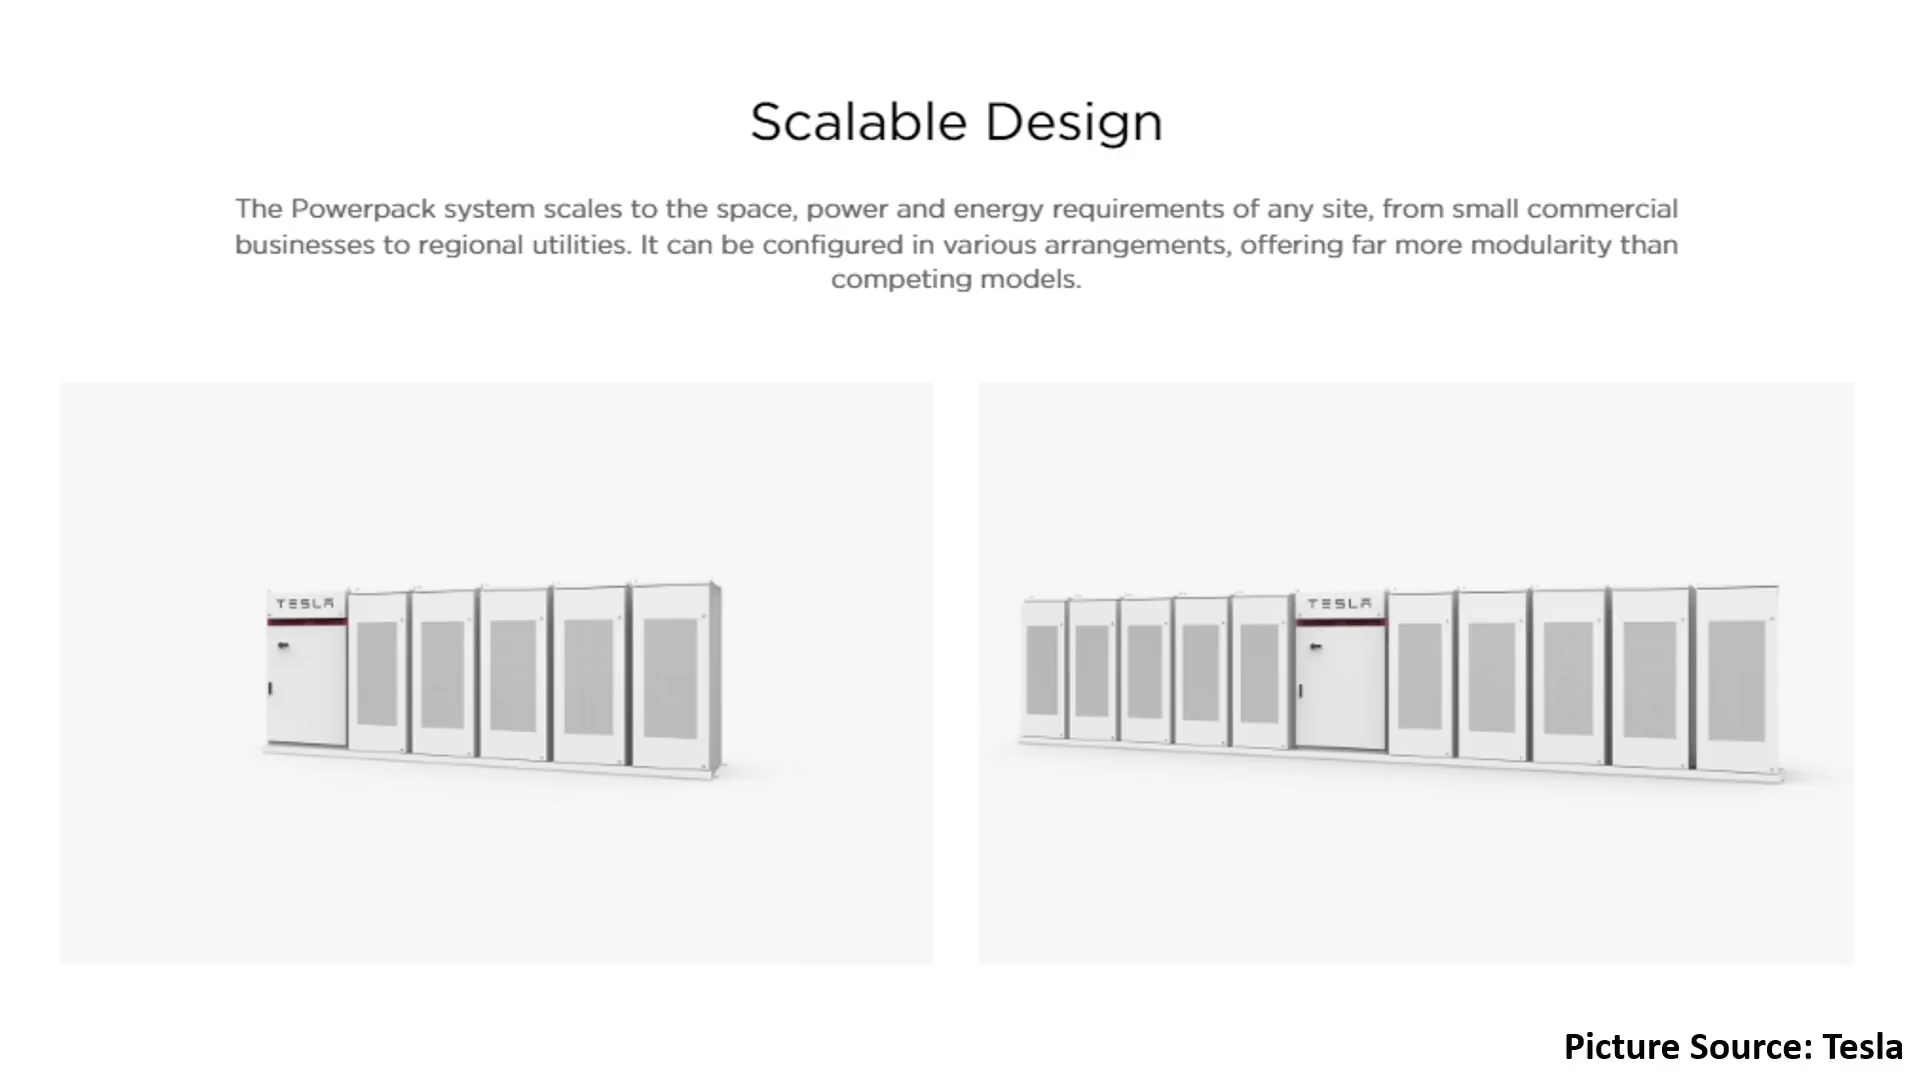 Scalable Design
The Powerpack system scales to the space, power and energy requirements of any site, from small commercial
businesses to regional utilities. It can be configured in various arrangements, offering far more modularity than
competing models.
TESLA
TESLA
Picture Source: Tesla